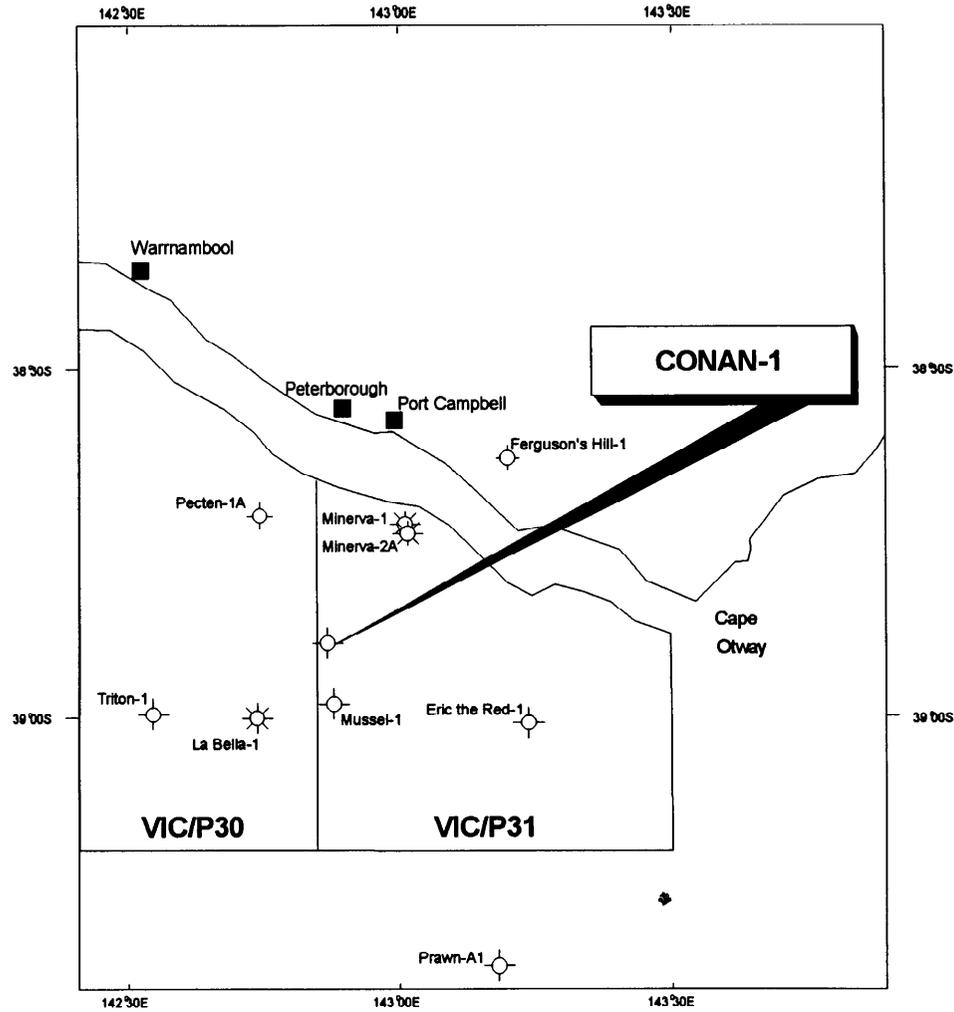 142°30E 143°00E 143°30E
Warrnambool
CONAN-1
38°30S 38°30S
Peterborough
Port Campbell
Ferguson's Hill-1
Pecten-1A
Minerva-1
Minerva-2A
Cape
Otway
Triton-1
39°00S 39°00S
Mussel-1
Eric the Red-1
La Bella-1
VIC/P30 VIC/P31
Prawn-A1
142°30E 143°00E 143°30E